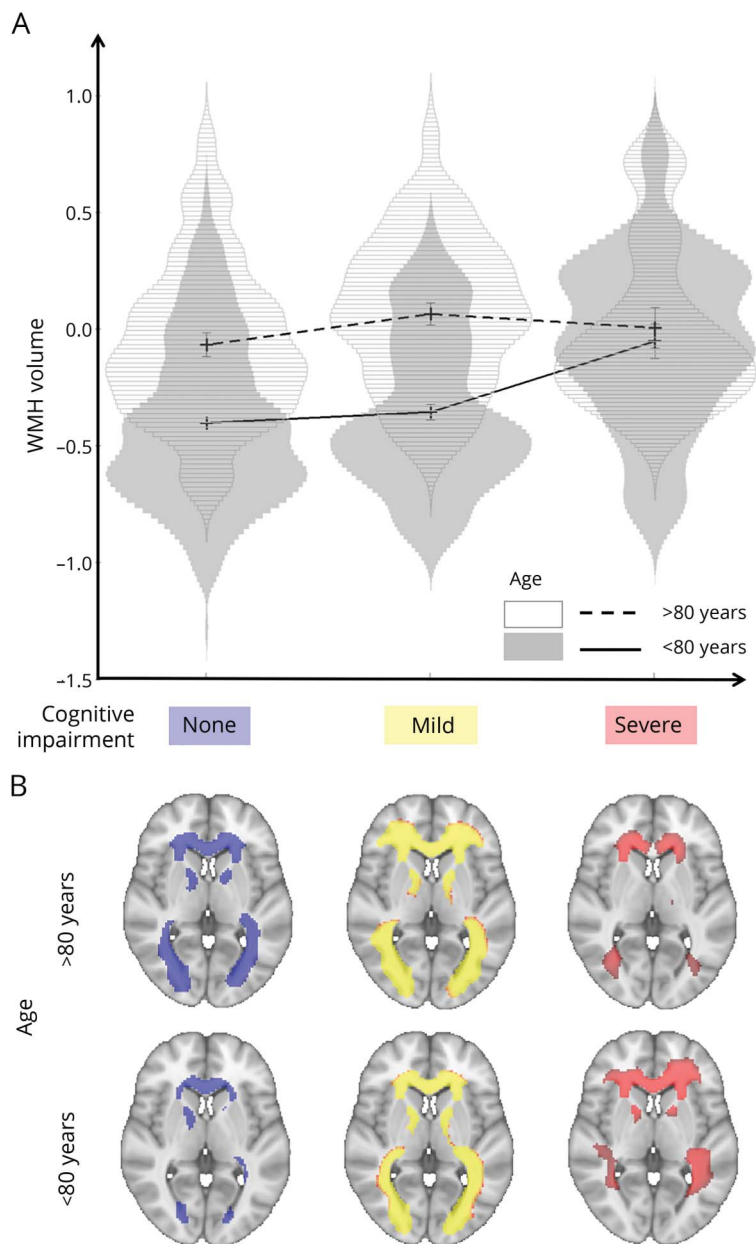 A
WMH volume
1.0
0.5
0.0
−0.5
−1.0
−1.5
Age
>80 years
<80 years
Cognitive
impairment
None
Mild
Severe
B
Age
>80 years
<80 years